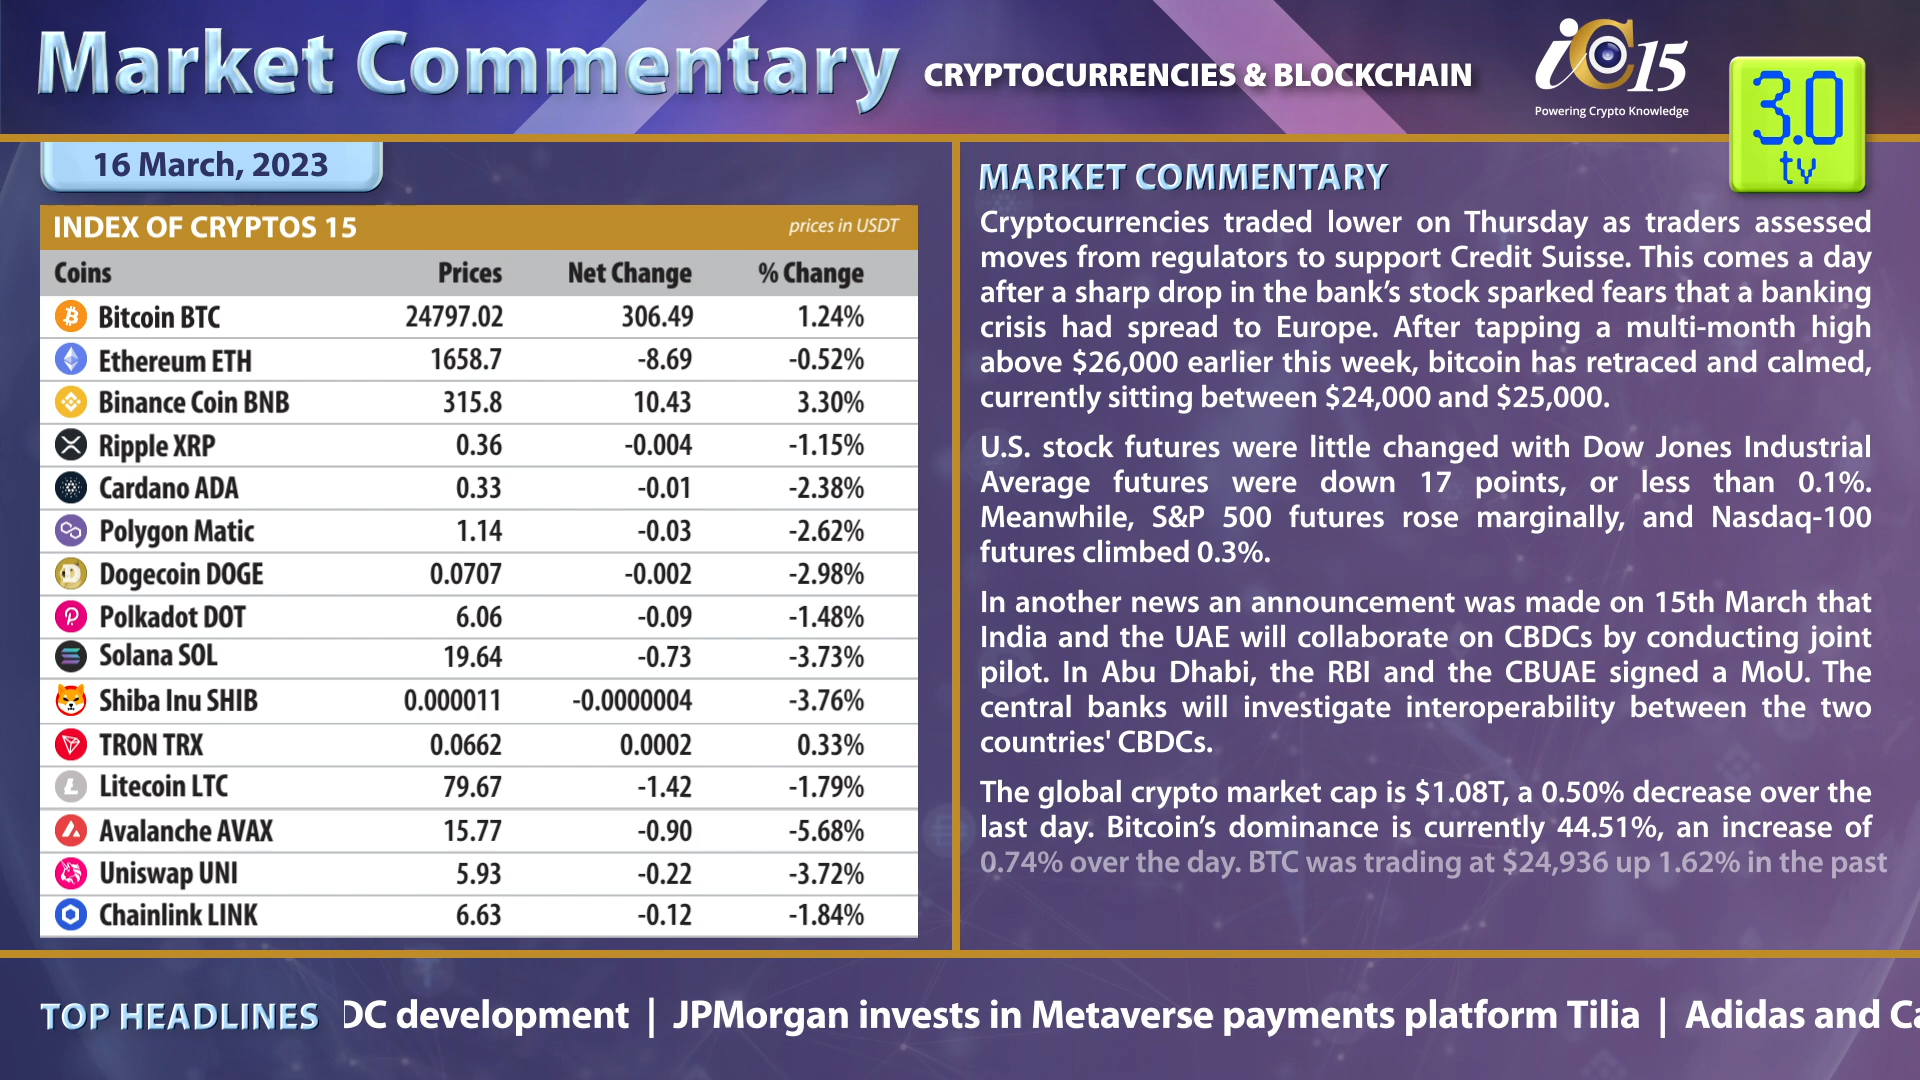 Market Commentary CRYPTOCURRENCIES & BLOCKCHAIN
iC15
Powering Crypto Knowledge
3.0
tv
16 March, 2023
INDEX OF CRYPTOS 15 prices in USDT
Coins Prices Net Change % Change
Bitcoin BTC 24797.02 306.49 1.24%
Ethereum ETH 1658.7 -8.69 -0.52%
Binance Coin BNB 315.8 10.43 3.30%
Ripple XRP 0.36 -0.004 -1.15%
Cardano ADA 0.33 -0.01 -2.38%
Polygon Matic 1.14 -0.03 -2.62%
Dogecoin DOGE 0.0707 -0.002 -2.98%
Polkadot DOT 6.06 -0.09 -1.48%
Solana SOL 19.64 -0.73 -3.73%
Shiba Inu SHIB 0.000011 -0.0000004 -3.76%
TRON TRX 0.0662 0.0002 0.33%
Litecoin LTC 79.67 -1.42 -1.79%
Avalanche AVAX 15.77 -0.90 -5.68%
Uniswap UNI 5.93 -0.22 -3.72%
Chainlink LINK 6.63 -0.12 -1.84%
MARKET COMMENTARY
Cryptocurrencies traded lower on Thursday as traders assessed
moves from regulators to support Credit Suisse. This comes a day
after a sharp drop in the bank’s stock sparked fears that a banking
crisis had spread to Europe. After tapping a multi-month high
above $26,000 earlier this week, bitcoin has retraced and calmed,
currently sitting between $24,000 and $25,000.
U.S. stock futures were little changed with Dow Jones Industrial
Average futures were down 17 points, or less than 0.1%.
Meanwhile, S&P 500 futures rose marginally, and Nasdaq-100
futures climbed 0.3%.
In another news an announcement was made on 15th March that
India and the UAE will collaborate on CBDCs by conducting joint
pilot. In Abu Dhabi, the RBI and the CBUAE signed a MoU. The
central banks will investigate interoperability between the two
countries' CBDCs.
The global crypto market cap is $1.08T, a 0.50% decrease over the
last day. Bitcoin’s dominance is currently 44.51%, an increase of
0.74% over the day. BTC was trading at $24,936 up 1.62% in the past
TOP HEADLINES DC development | JPMorgan invests in Metaverse payments platform Tilia | Adidas and Ca